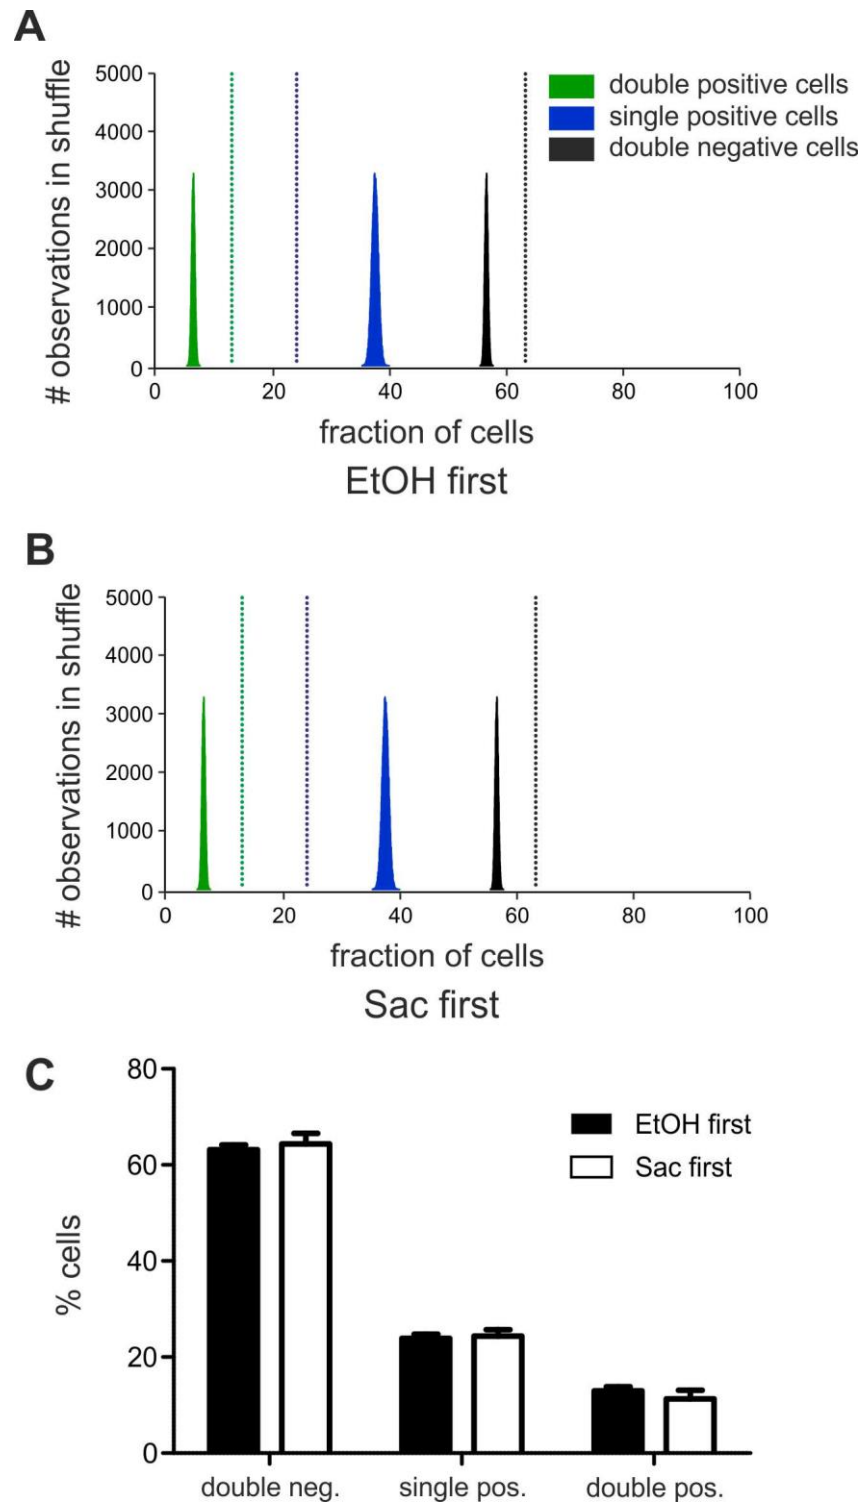 A
# observations in shuffle
5000
4000
3000
2000
1000
0
0 20 40 60 80 100
double positive cells
single positive cells
double negative cells
fraction of cells
EtOH first
B
# observations in shuffle
5000
4000
3000
2000
1000
0
0 20 40 60 80 100
fraction of cells
Sac first
C
% cells
80
60
40
20
0
EtOH first
Sac first
double neg. single pos. double pos.